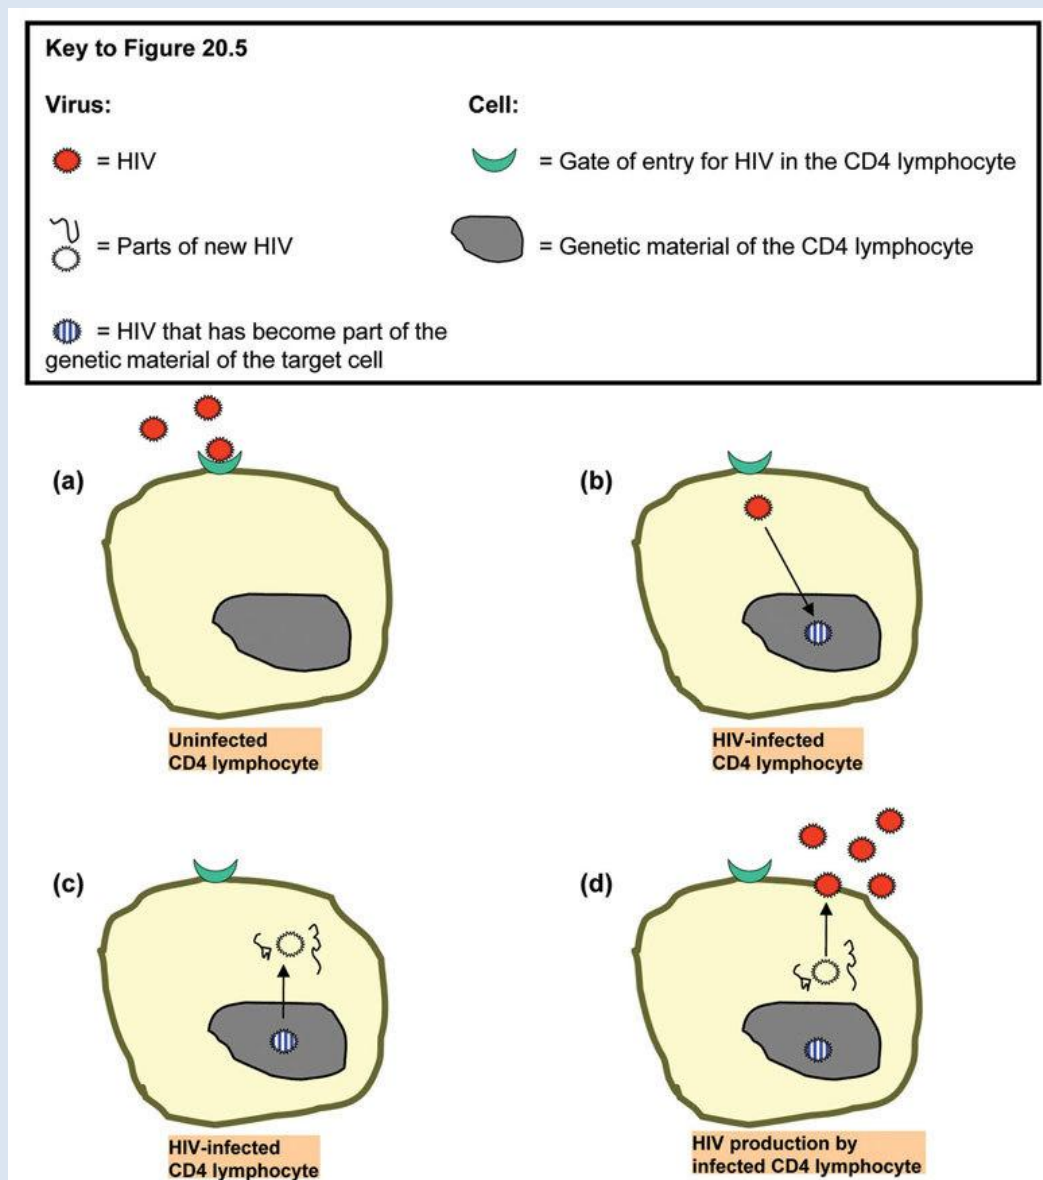 Key to Figure 20.5
Virus:
Cell:
= HIV
= Gate of entry for HIV in the CD4 lymphocyte
= Parts of new HIV
= Genetic material of the CD4 lymphocyte
= HIV that has become part of the
genetic material of the target cell
(a)
(b)
Uninfected
CD4 lymphocyte
HIV-infected
CD4 lymphocyte
(c)
(d)
HIV-infected
CD4 lymphocyte
HIV production by
infected CD4 lymphocyte